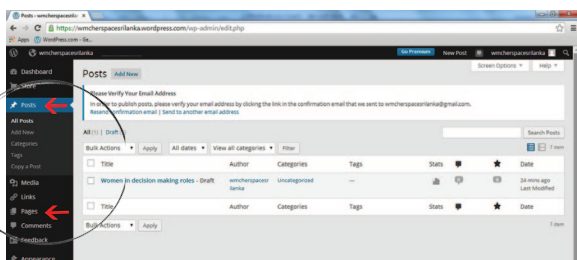 Posts ‹ wmcherspacesrilanka
https://wmcherspacesrilanka.wordpress.com/wp-admin/edit.php
Apps WordPress.com
wmcherspacesrilanka Go Premium New Post wmcherspacesrilanka
Screen Options Help
Dashboard
Store
Posts
All Posts
Add New
Categories
Tags
Copy a Post
Media
Links
Pages
Comments
Feedback
Appearance
Posts Add New
Please Verify Your Email Address
In order to publish posts, please verify your email address by clicking the link in the confirmation email that we sent to wmcherspacesrilanka@gmail.com.
Resend confirmation email | Send to another email address
All (1) | Draft
Search Posts
Bulk Actions Apply All dates View all categories Filter 1 item
Title Author Categories Tags Stats Date
Women in decision making roles - Draft wmcherspacesri lanka Uncategorized — 24 mins ago
Last Modified
Title Author Categories Tags Stats Date
Bulk Actions Apply 1 item